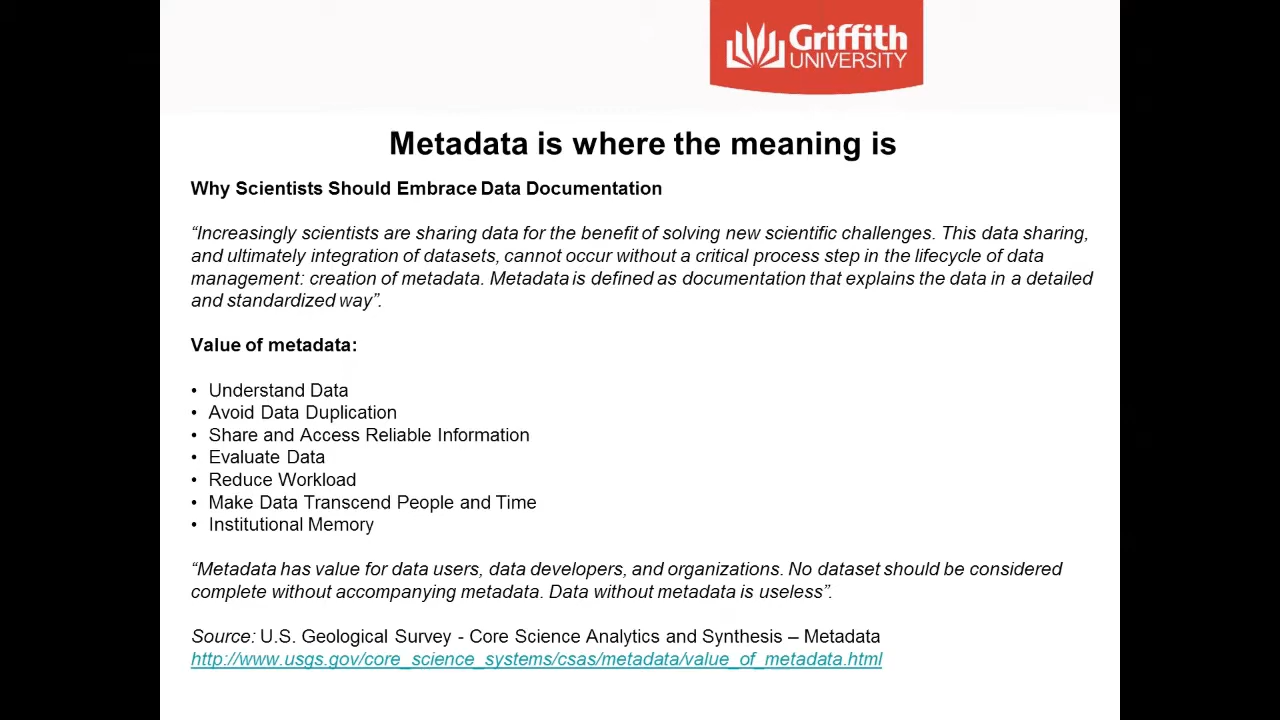 Griffith
UNIVERSITY
Metadata is where the meaning is
Why Scientists Should Embrace Data Documentation
“Increasingly scientists are sharing data for the benefit of solving new scientific challenges. This data sharing,
and ultimately integration of datasets, cannot occur without a critical process step in the lifecycle of data
management: creation of metadata. Metadata is defined as documentation that explains the data in a detailed
and standardized way”.
Value of metadata:
• Understand Data
• Avoid Data Duplication
• Share and Access Reliable Information
• Evaluate Data
• Reduce Workload
• Make Data Transcend People and Time
• Institutional Memory
“Metadata has value for data users, data developers, and organizations. No dataset should be considered
complete without accompanying metadata. Data without metadata is useless”.
Source: U.S. Geological Survey - Core Science Analytics and Synthesis – Metadata
http://www.usgs.gov/core_science_systems/csas/metadata/value_of_metadata.html